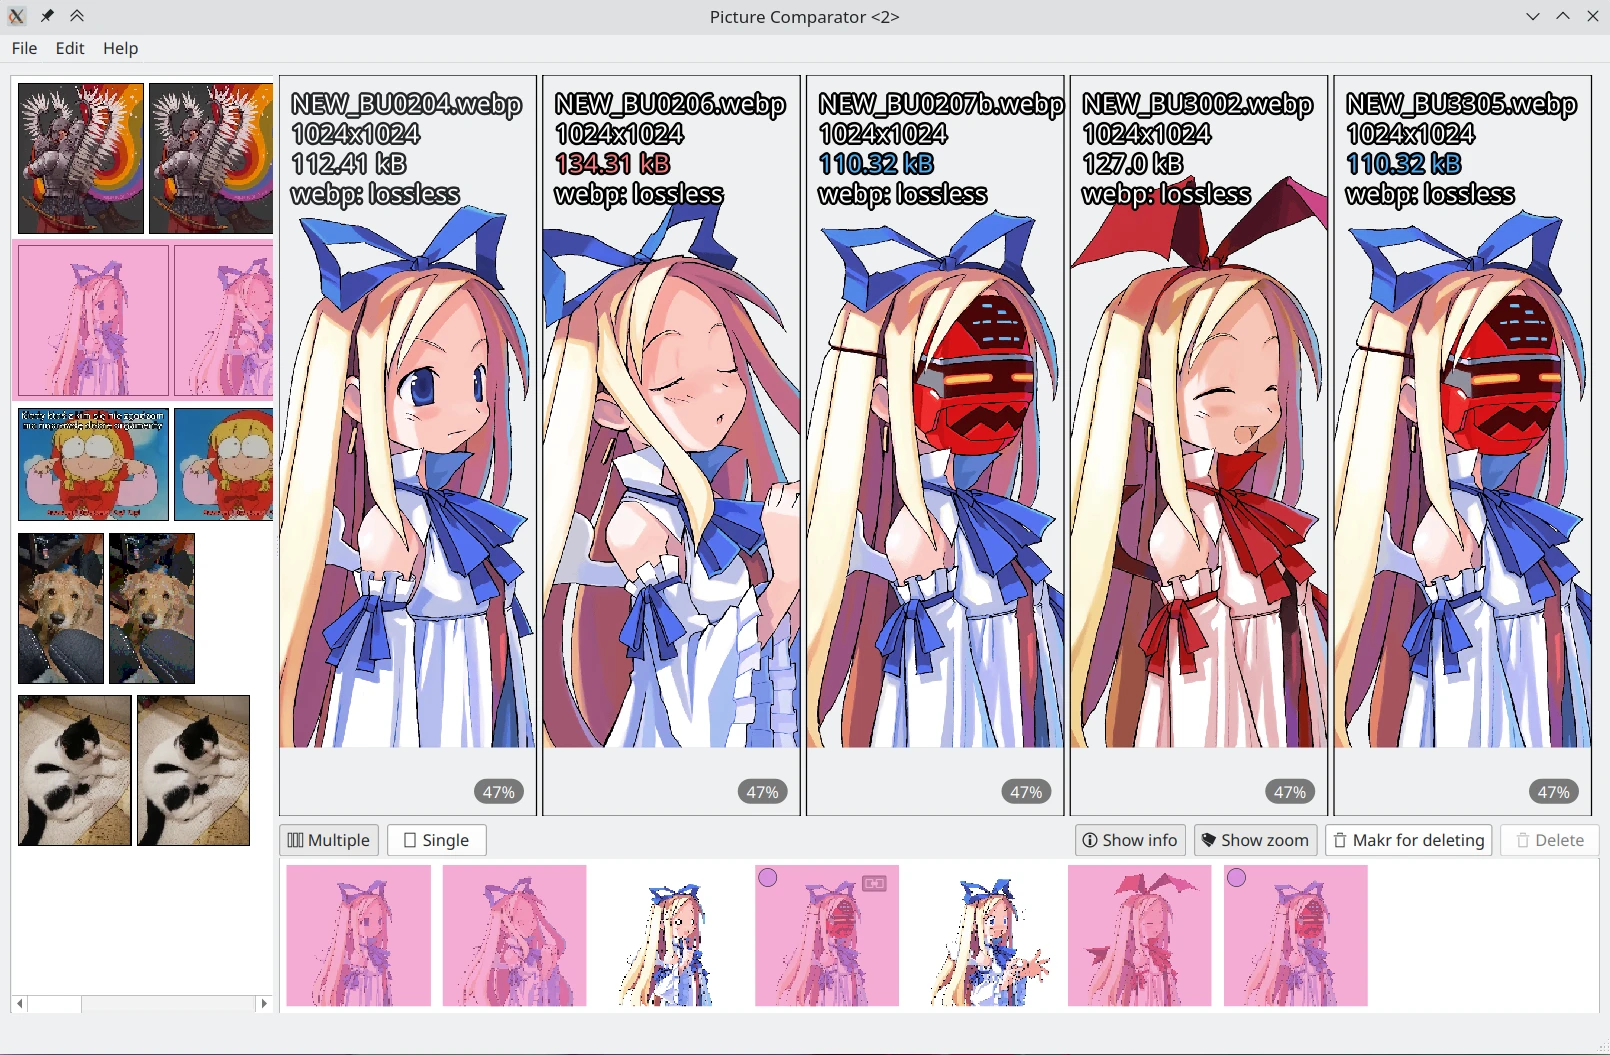 Picture Comparator <2>
File Edit Help
NEW_BU0204.webp
1024x1024
112.41 kB
webp: lossless
NEW_BU0206.webp
1024x1024
134.31 kB
webp: lossless
NEW_BU0207b.webp
1024x1024
110.32 kB
webp: lossless
NEW_BU3002.webp
1024x1024
127.0 kB
webp: lossless
NEW_BU3305.webp
1024x1024
110.32 kB
webp: lossless
47%
47%
47%
47%
47%
Multiple Single Show info Show zoom Makr for deleting Delete